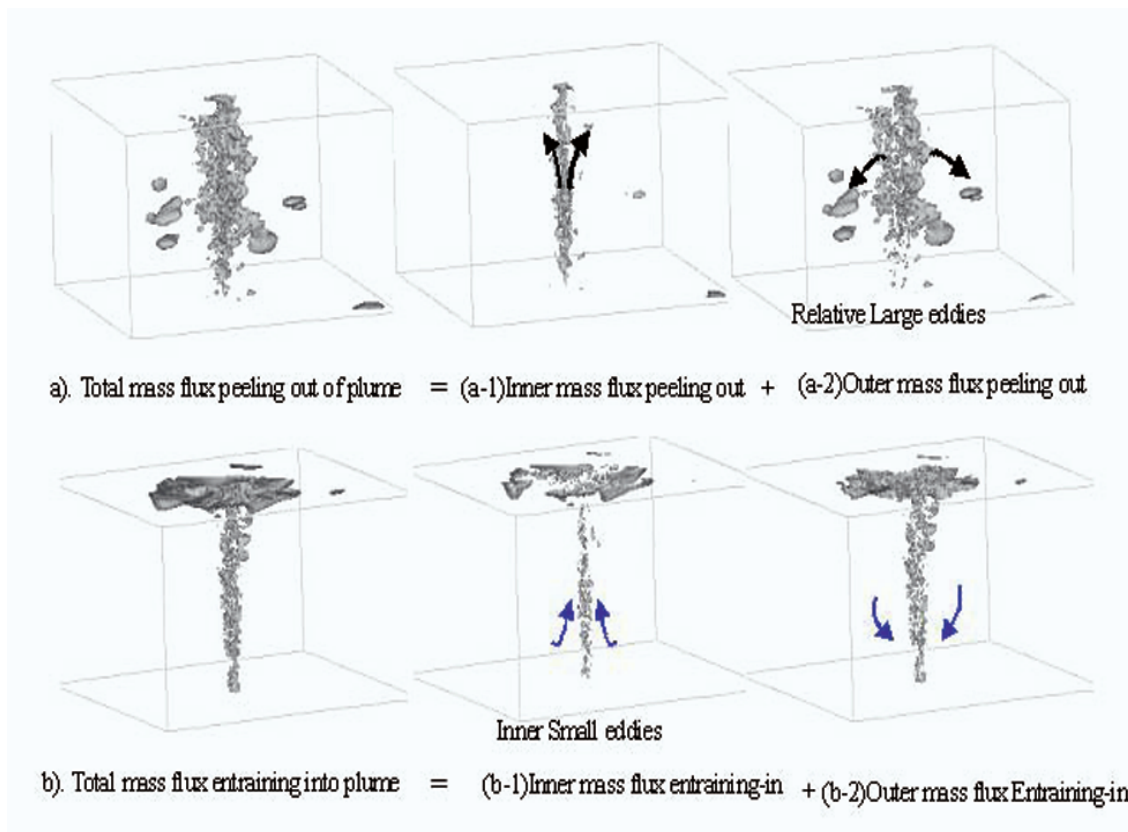 Relative Large eddies
a). Total mass flux peeling out of plume = (a-1)Inner mass flux peeling out + (a-2)Outer mass flux peeling out
Inner Small eddies
b). Total mass flux entraining into plume = (b-1)Inner mass flux entraining-in + (b-2)Outer mass flux Entraining-in